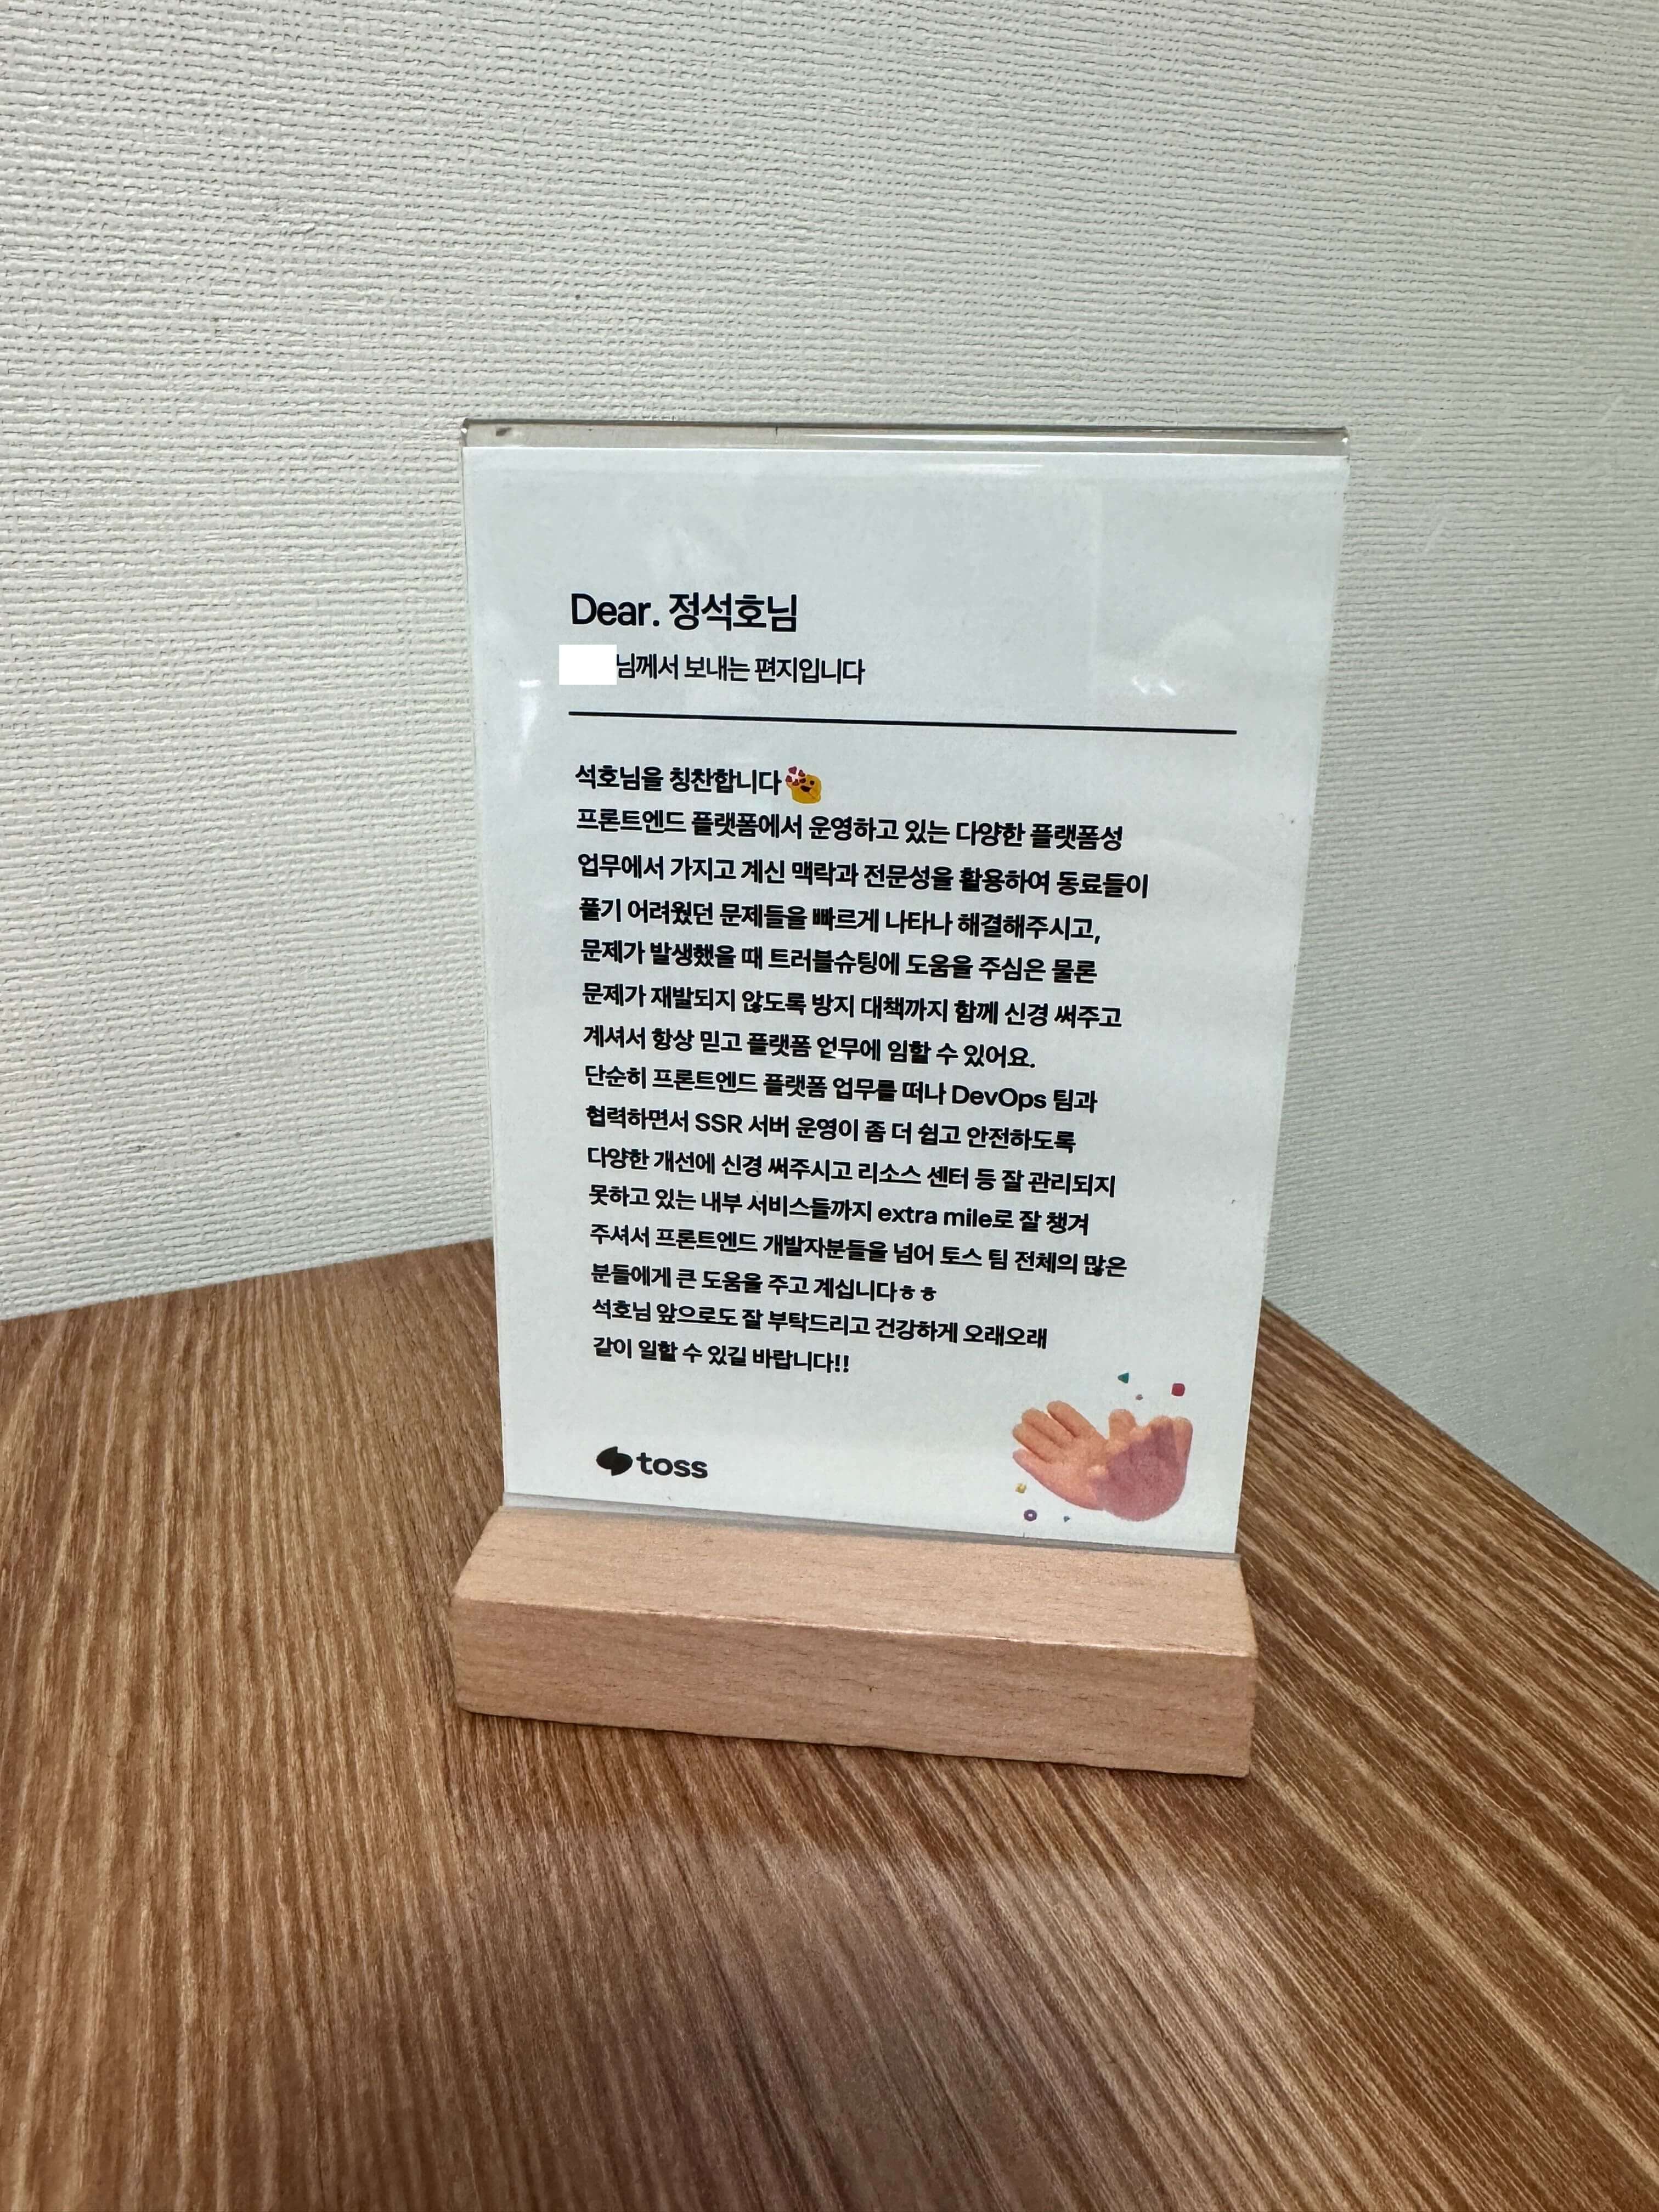 Dear. 정석호님
님께서 보내는 편지입니다
석호님을 칭찬합니다
프론트엔드 플랫폼에서 운영하고 있는 다양한 플랫폼성
업무에서 가지고 계신 맥락과 전문성을 활용하여 동료들이
풀기 어려웠던 문제들을 빠르게 나타나 해결해주시고,
문제가 발생했을 때 트러블슈팅에 도움을 주심은 물론
문제가 재발되지 않도록 방지 대책까지 함께 신경 써주고
계셔서 항상 믿고 플랫폼 업무에 임할 수 있어요.
단순히 프론트엔드 플랫폼 업무를 떠나 DevOps 팀과
협력하면서 SSR 서버 운영이 좀 더 쉽고 안전하도록
다양한 개선에 신경 써주시고 리소스 센터 등 잘 관리되지
못하고 있는 내부 서비스들까지 extra mile로 잘 챙겨
주셔서 프론트엔드 개발자분들을 넘어 토스 팀 전체의 많은
분들에게 큰 도움을 주고 계십니다ㅎㅎ
석호님 앞으로도 잘 부탁드리고 건강하게 오래오래
같이 일할 수 있길 바랍니다!!
toss